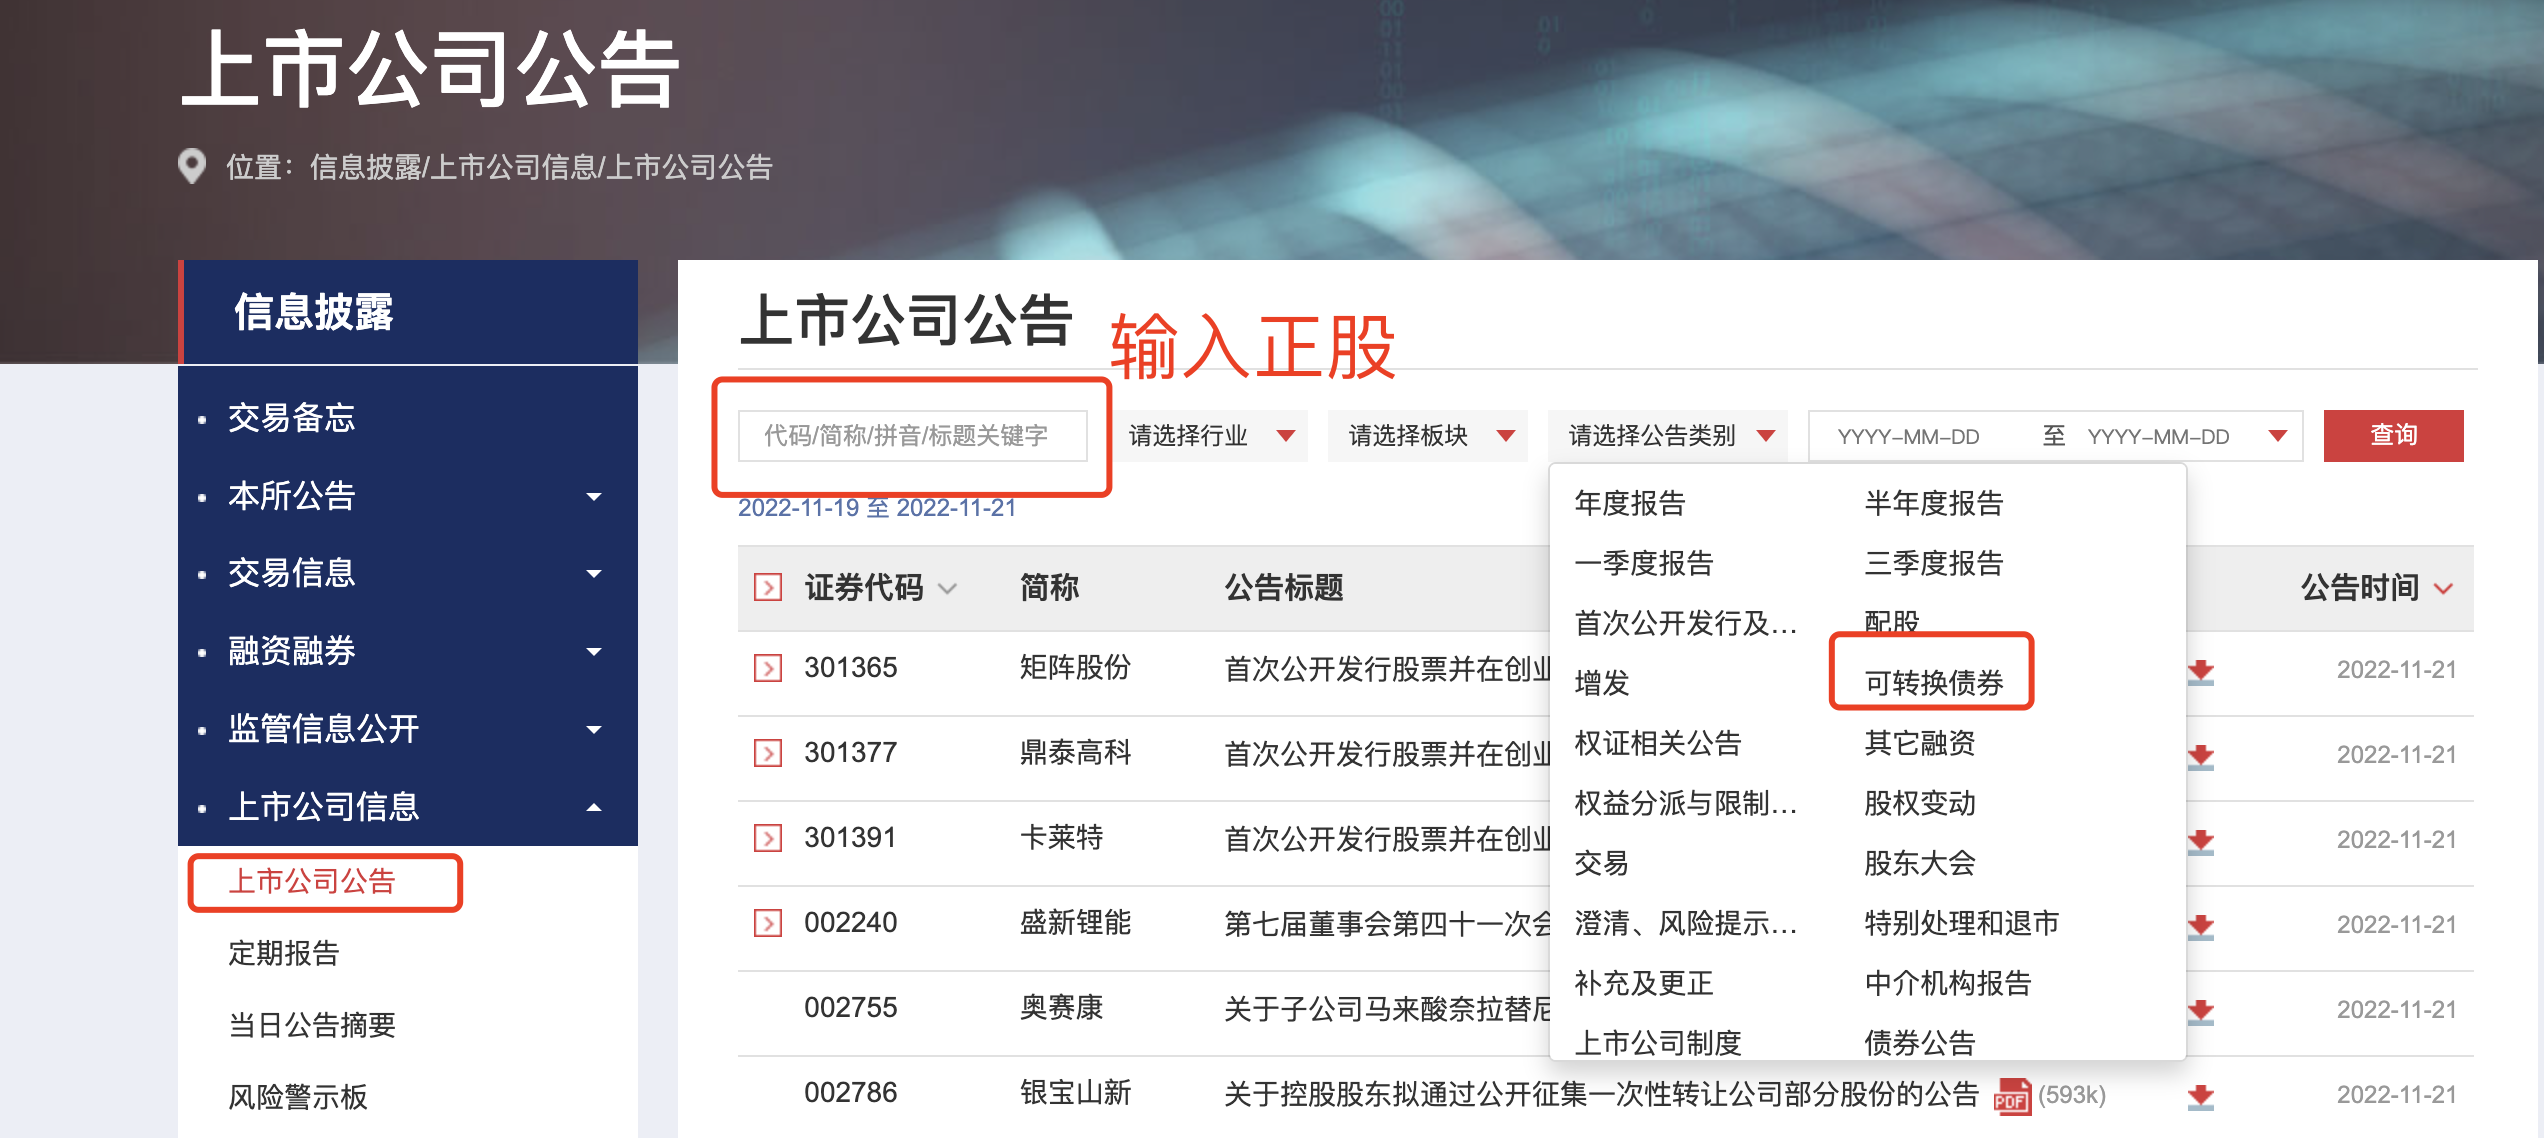 上市公司公告
位置：信息披露/上市公司信息/上市公司公告
信息披露
交易备忘
本所公告
交易信息
融资融券
监管信息公开
上市公司信息
上市公司公告
定期报告
当日公告摘要
风险警示板
上市公司公告
输入正股
代码/简称/拼音/标题关键字 请选择行业 请选择板块 请选择公告类别 YYYY-MM-DD 至 YYYY-MM-DD 查询
2022-11-19 至 2022-11-21
年度报告 半年度报告
一季度报告 三季度报告
首次公开发行及... 配股
增发 可转换债券
权证相关公告 其它融资
权益分派与限制... 股权变动
交易 股东大会
澄清、风险提示... 特别处理和退市
补充及更正 中介机构报告
上市公司制度 债券公告
证券代码 简称 公告标题 公告时间
301365 矩阵股份 首次公开发行股票并在创业 2022-11-21
301377 鼎泰高科 首次公开发行股票并在创业 2022-11-21
301391 卡莱特 首次公开发行股票并在创业 2022-11-21
002240 盛新锂能 第七届董事会第四十一次会 2022-11-21
002755 奥赛康 关于子公司马来酸奈拉替尼 2022-11-21
002786 银宝山新 关于控股股东拟通过公开征集一次性转让公司部分股份的公告 PDF (593k) 2022-11-21